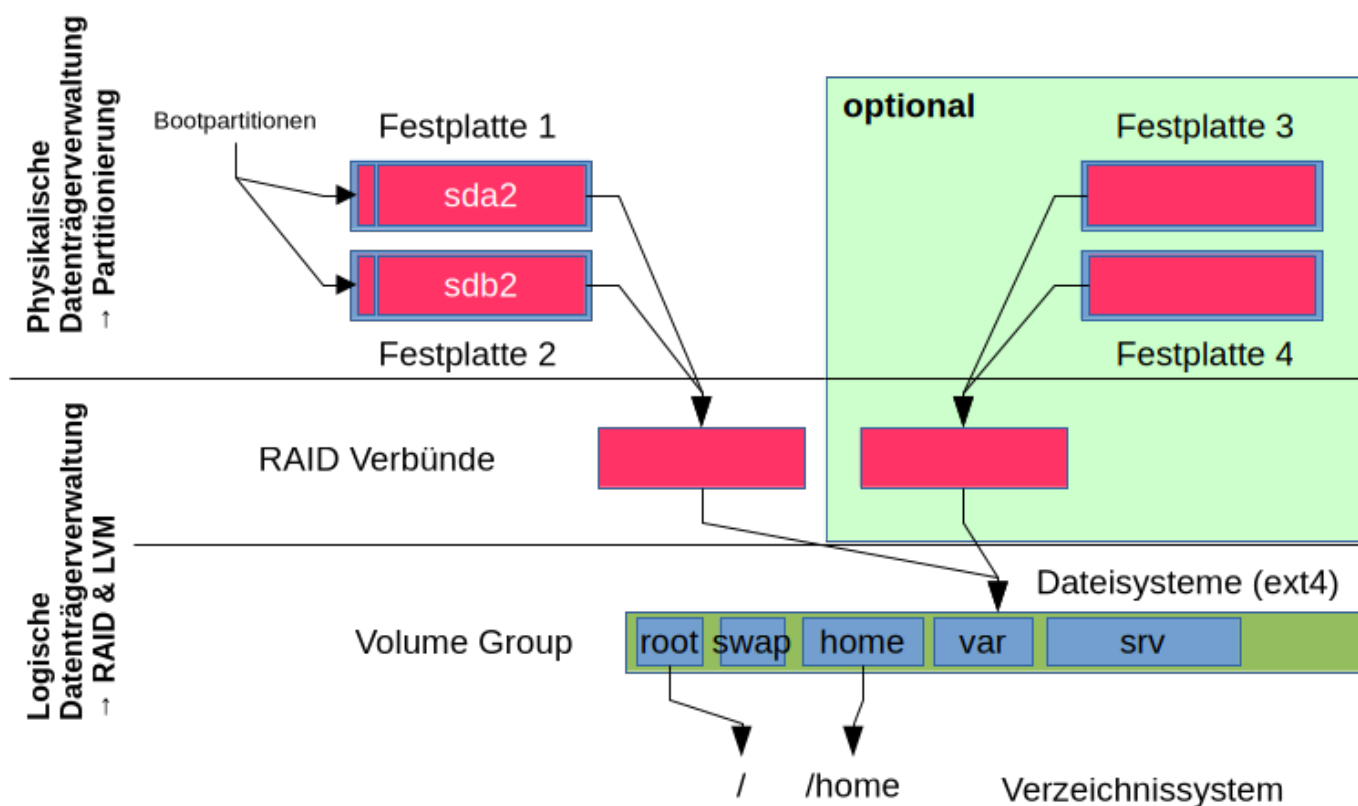 Physikalische
Datenträgerverwaltung
→ Partitionierung
Bootpartitionen
Festplatte 1
sda2
sdb2
Festplatte 2
optional
Festplatte 3
Festplatte 4
Logische
Datenträgerverwaltung
→ RAID & LVM
RAID Verbünde
Dateisysteme (ext4)
Volume Group
root
swap
home
var
srv
/
/home
Verzeichnissystem